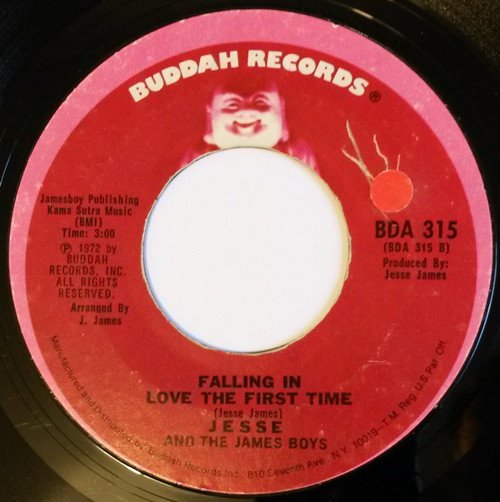 BUDDAH RECORDS®
Jamesboy Publishing
Kama Sutra Music
(BMI)
Time: 3:00
℗ 1972 by
BUDDAH
RECORDS, INC.
ALL RIGHTS
RESERVED.
Arranged By
J. James
BDA 315
(BDA 315 B)
Produced By:
Jesse James
FALLING IN
LOVE THE FIRST TIME
(Jesse James)
JESSE
AND THE JAMES BOYS
Manufactured and Distributed by Buddah Records Inc., 810 Seventh Ave. N.Y. 10019-T.M. Reg. U.S. Pat. Off.